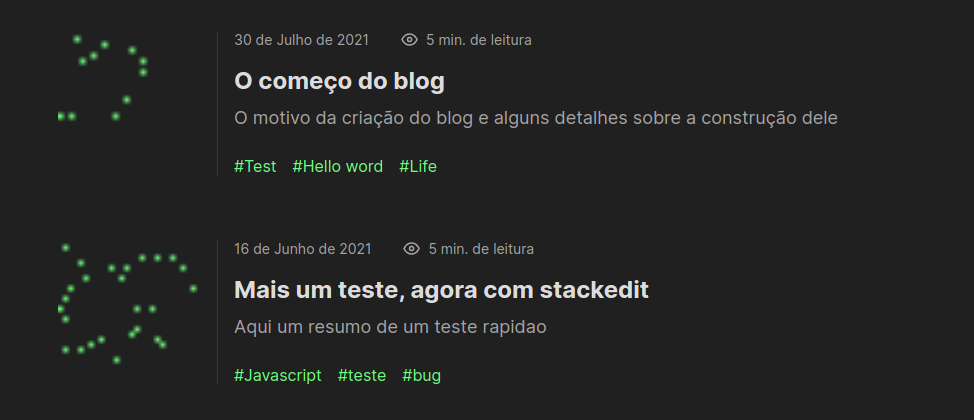 30 de Julho de 2021 5 min. de leitura
O começo do blog
O motivo da criação do blog e alguns detalhes sobre a construção dele
#Test #Hello word #Life
16 de Junho de 2021 5 min. de leitura
Mais um teste, agora com stackedit
Aqui um resumo de um teste rapidao
#Javascript #teste #bug